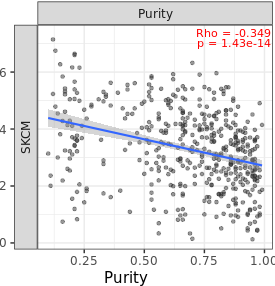 Purity
Rho = -0.349
p = 1.43e-14
SKCM
6
4
2
0
0.25
0.50
0.75
1.00
Purity